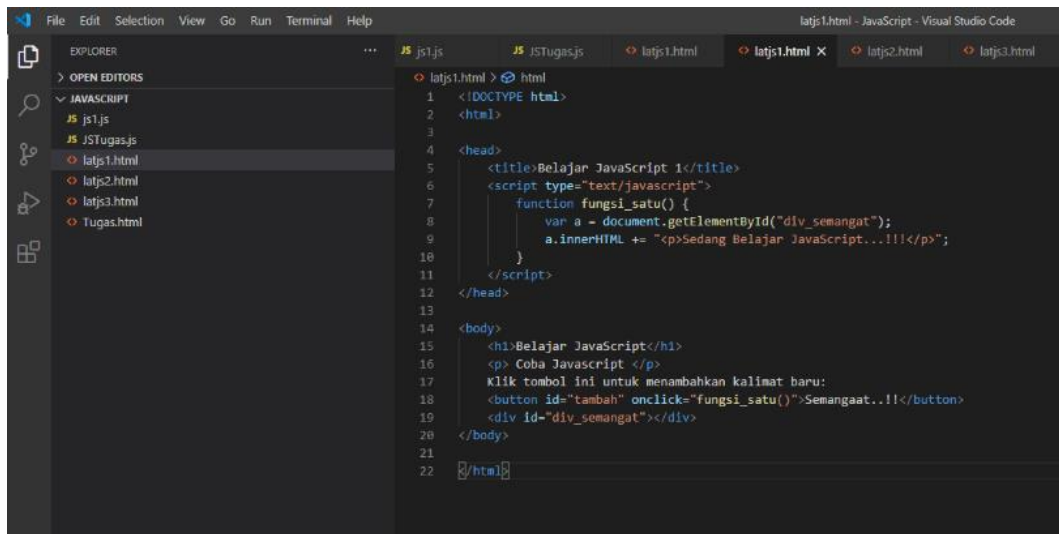 File Edit Selection View Go Run Terminal Help
latjs1.html - JavaScript - Visual Studio Code
EXPLORER
OPEN EDITORS
JAVASCRIPT
JS js1.js
JS JSTugas.js
latjs1.html
latjs2.html
latjs3.html
Tugas.html
JS js1.js JS JSTugas.js latjs1.html latjs1.html latjs2.html latjs3.html
latjs1.html > html
1 <!DOCTYPE html>
2 <html>
3
4 <head>
5 <title>Belajar JavaScript 1</title>
6 <script type="text/javascript">
7 function fungsi_satu() {
8 var a = document.getElementById("div_semangat");
9 a.innerHTML += "<p>Sedang Belajar JavaScript...!!!</p>";
10 }
11 </script>
12 </head>
13
14 <body>
15 <h1>Belajar JavaScript</h1>
16 <p> Coba Javascript </p>
17 Klik tombol ini untuk menambahkan kalimat baru:
18 <button id="tambah" onclick="fungsi_satu()">Semangaat..!!</button>
19 <div id="div_semangat"></div>
20 </body>
21
22 </html>